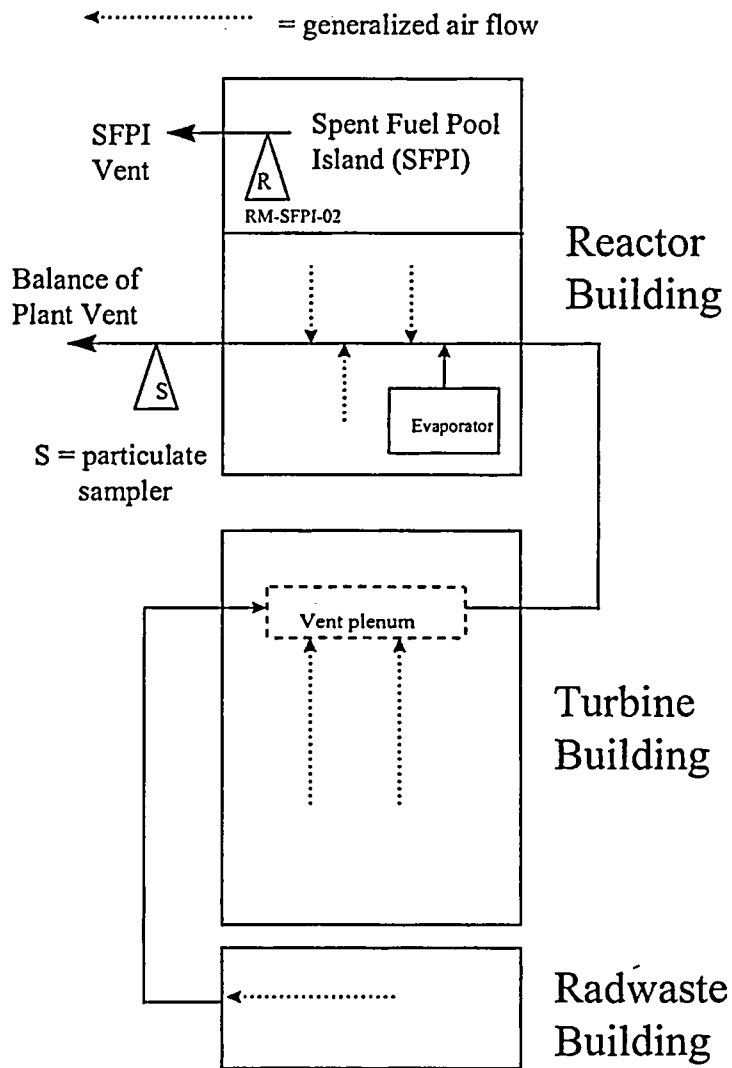 = generalized air flow
SFPI
Vent
Spent Fuel Pool
Island (SFPI)
R
RM-SFPI-02
Reactor
Building
Balance of
Plant Vent
S
Evaporator
S = particulate
sampler
Vent plenum
Turbine
Building
Radwaste
Building